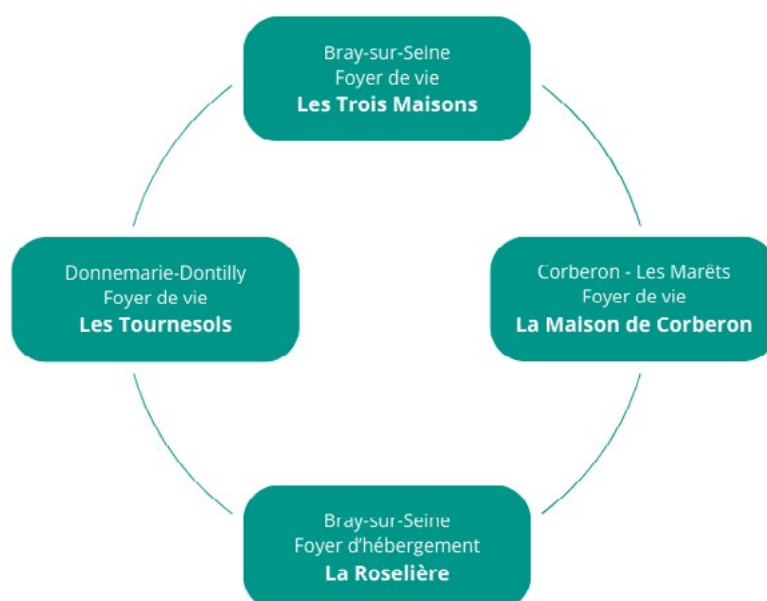 Bray-sur-Seine
Foyer de vie
Les Trois Maisons
Donnemarie-Dontilly
Foyer de vie
Les Tournesols
Corberon - Les Marêts
Foyer de vie
La Maison de Corberon
Bray-sur-Seine
Foyer d’hébergement
La Roselière